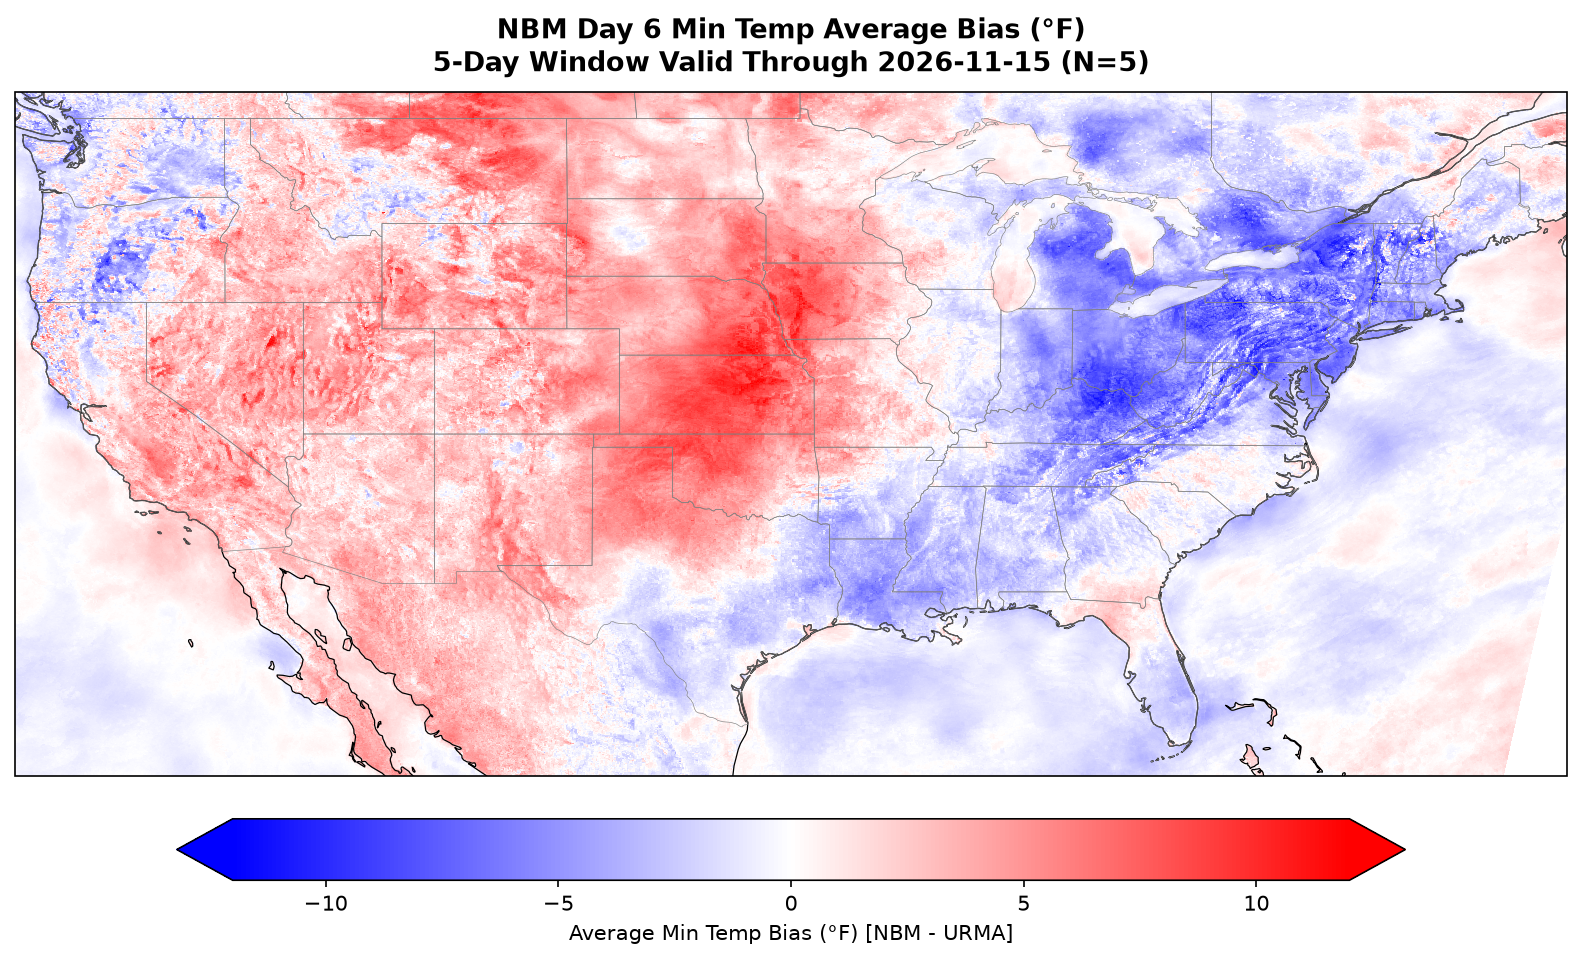 NBM Day 6 Min Temp Average Bias (°F)
5-Day Window Valid Through 2026-11-15 (N=5)
−10 −5 0 5 10
Average Min Temp Bias (°F) [NBM - URMA]